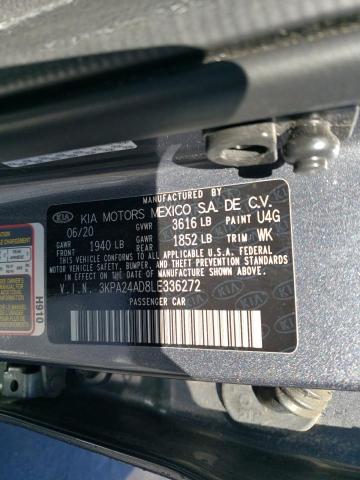 MANUFACTURED BY
KIA KIA MOTORS MEXICO S.A. DE C.V.
06/20 GVWR 3616 LB PAINT U4G
GAWR FRONT 1940 LB GAWR REAR 1852 LB TRIM WK
THIS VEHICLE CONFORMS TO ALL APPLICABLE U.S.A. FEDERAL
MOTOR VEHICLE SAFETY, BUMPER, AND THEFT PREVENTION STANDARDS
IN EFFECT ON THE DATE OF MANUFACTURE SHOWN ABOVE.
V.I.N. 3KPA24AD8LE336272
PASSENGER CAR
H910